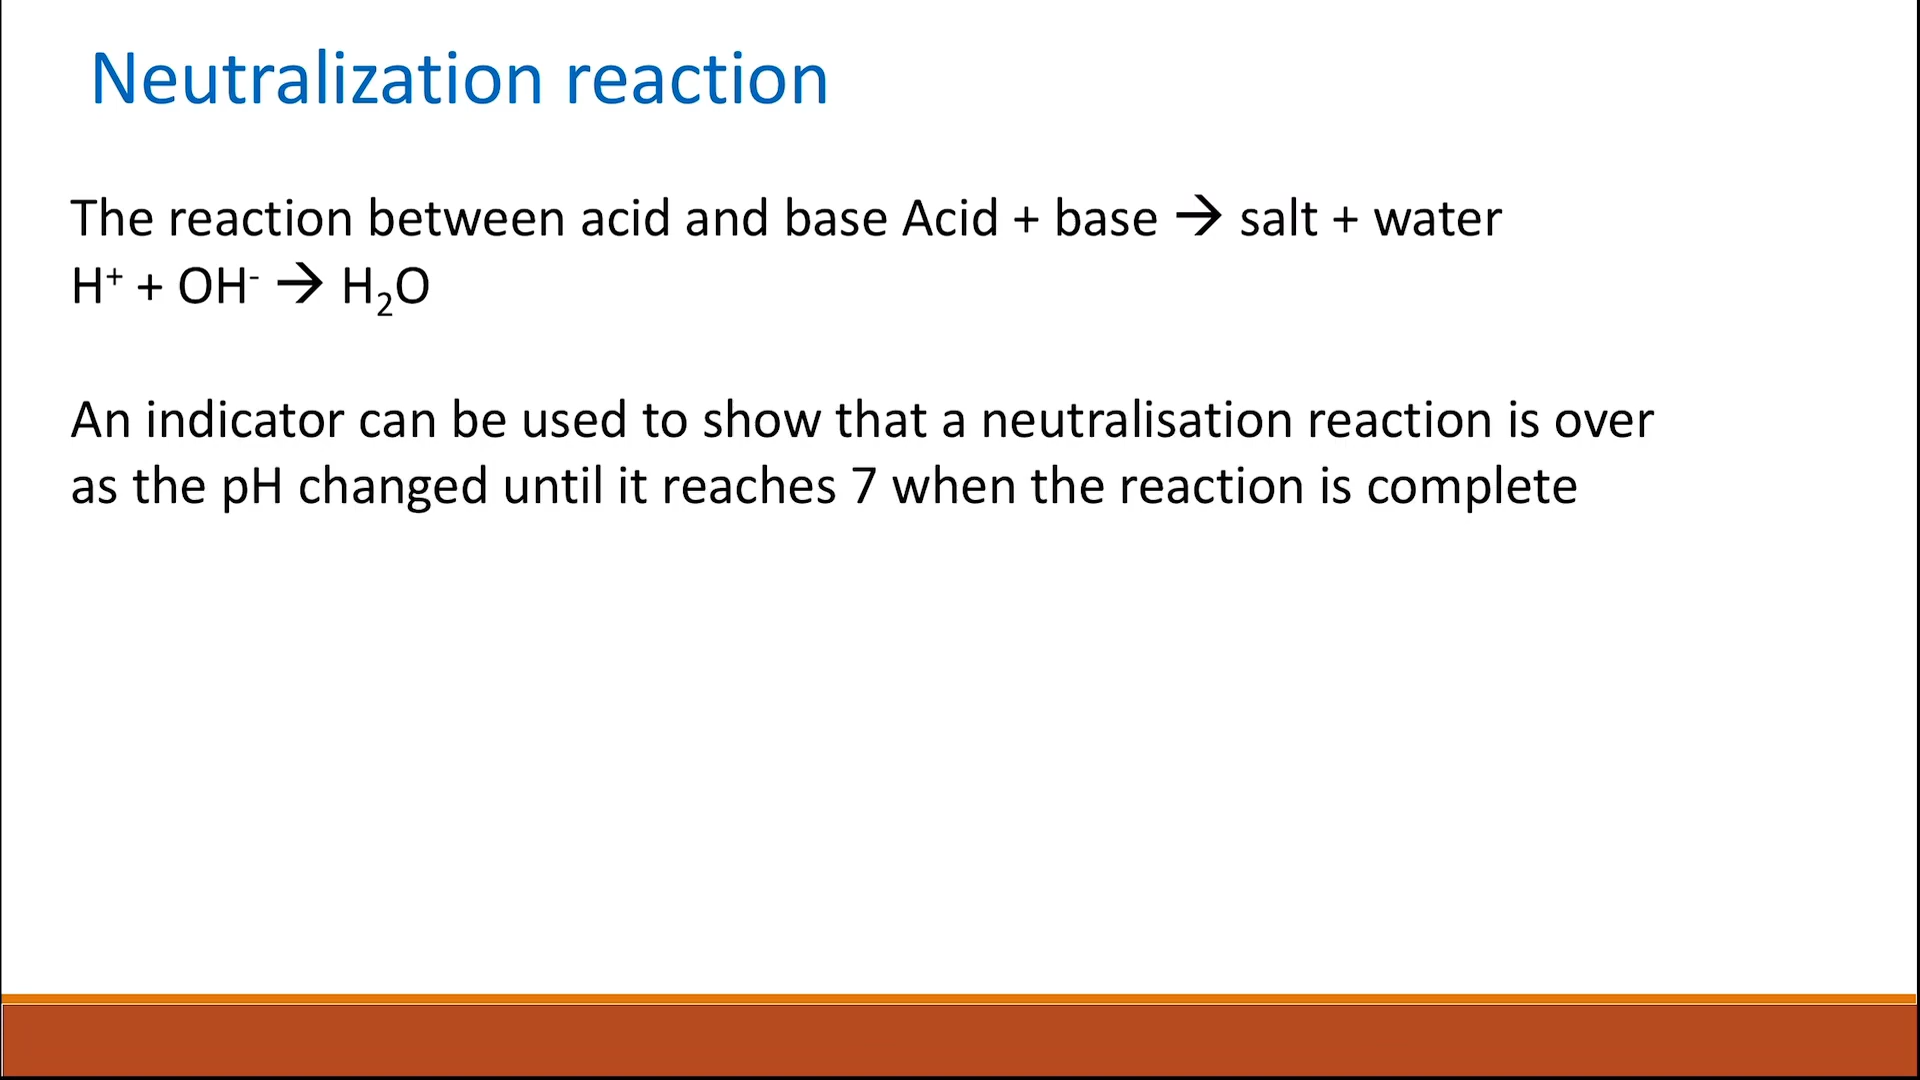 Neutralization reaction
The reaction between acid and base Acid + base → salt + water
H⁺ + OH⁻ → H₂O
An indicator can be used to show that a neutralisation reaction is over
as the pH changed until it reaches 7 when the reaction is complete